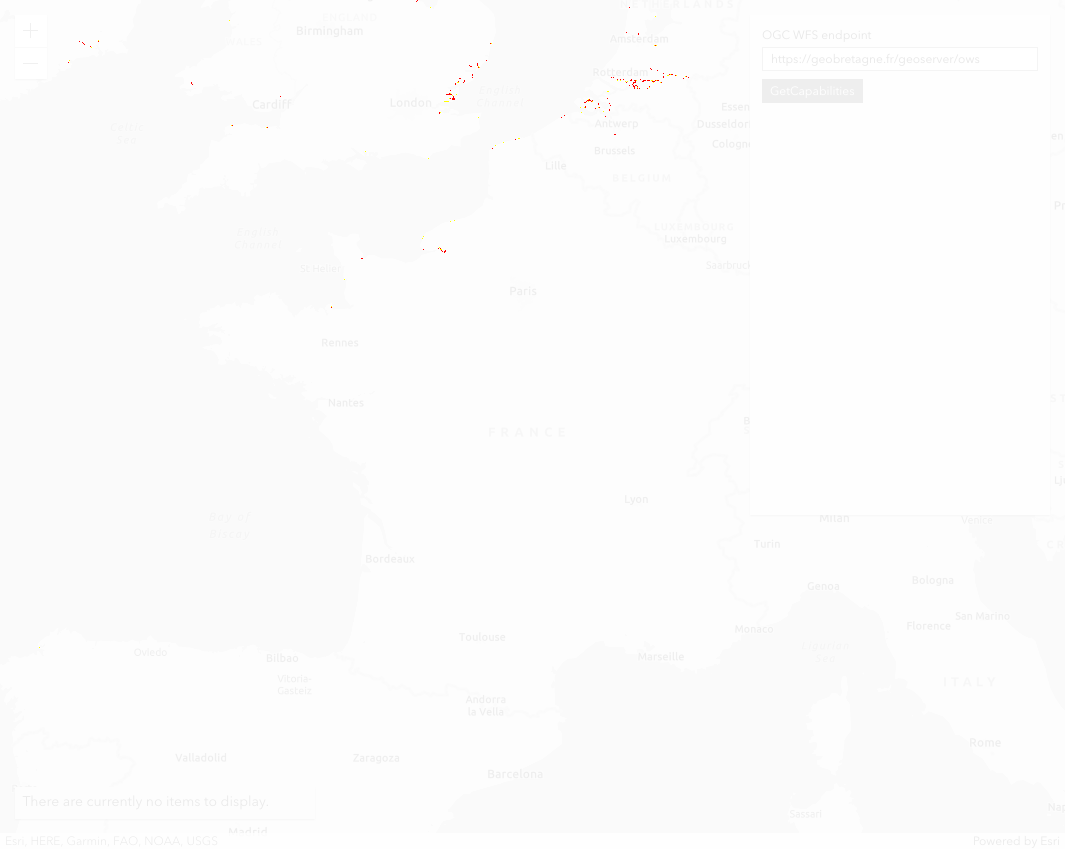 NETHERLANDS
ENGLAND
Birmingham
Amsterdam
OGC WFS endpoint
https://geobretagne.fr/geoserver/ows
GetCapabilities
Rotterdam
London
Cardiff
Essen
Antwerp
Dusseldorf
Cologne
Brussels
Lille
BELGIUM
English
Channel
LUXEMBOURG
Luxembourg
St Helier
Saarbruck
Paris
Rennes
Nantes
FRANCE
Lyon
Bay of
Biscay
Milan
Venice
Turin
Bordeaux
Genoa
Bologna
San Marino
Florence
Monaco
Toulouse
Marseille
Oviedo
Bilbao
Vitoria-
Gasteiz
Andorra
la Vella
ITALY
Rome
Valladolid
Zaragoza
Barcelona
There are currently no items to display.
Sassari
Nap
Madrid
Esri, HERE, Garmin, FAO, NOAA, USGS
Powered by Esri